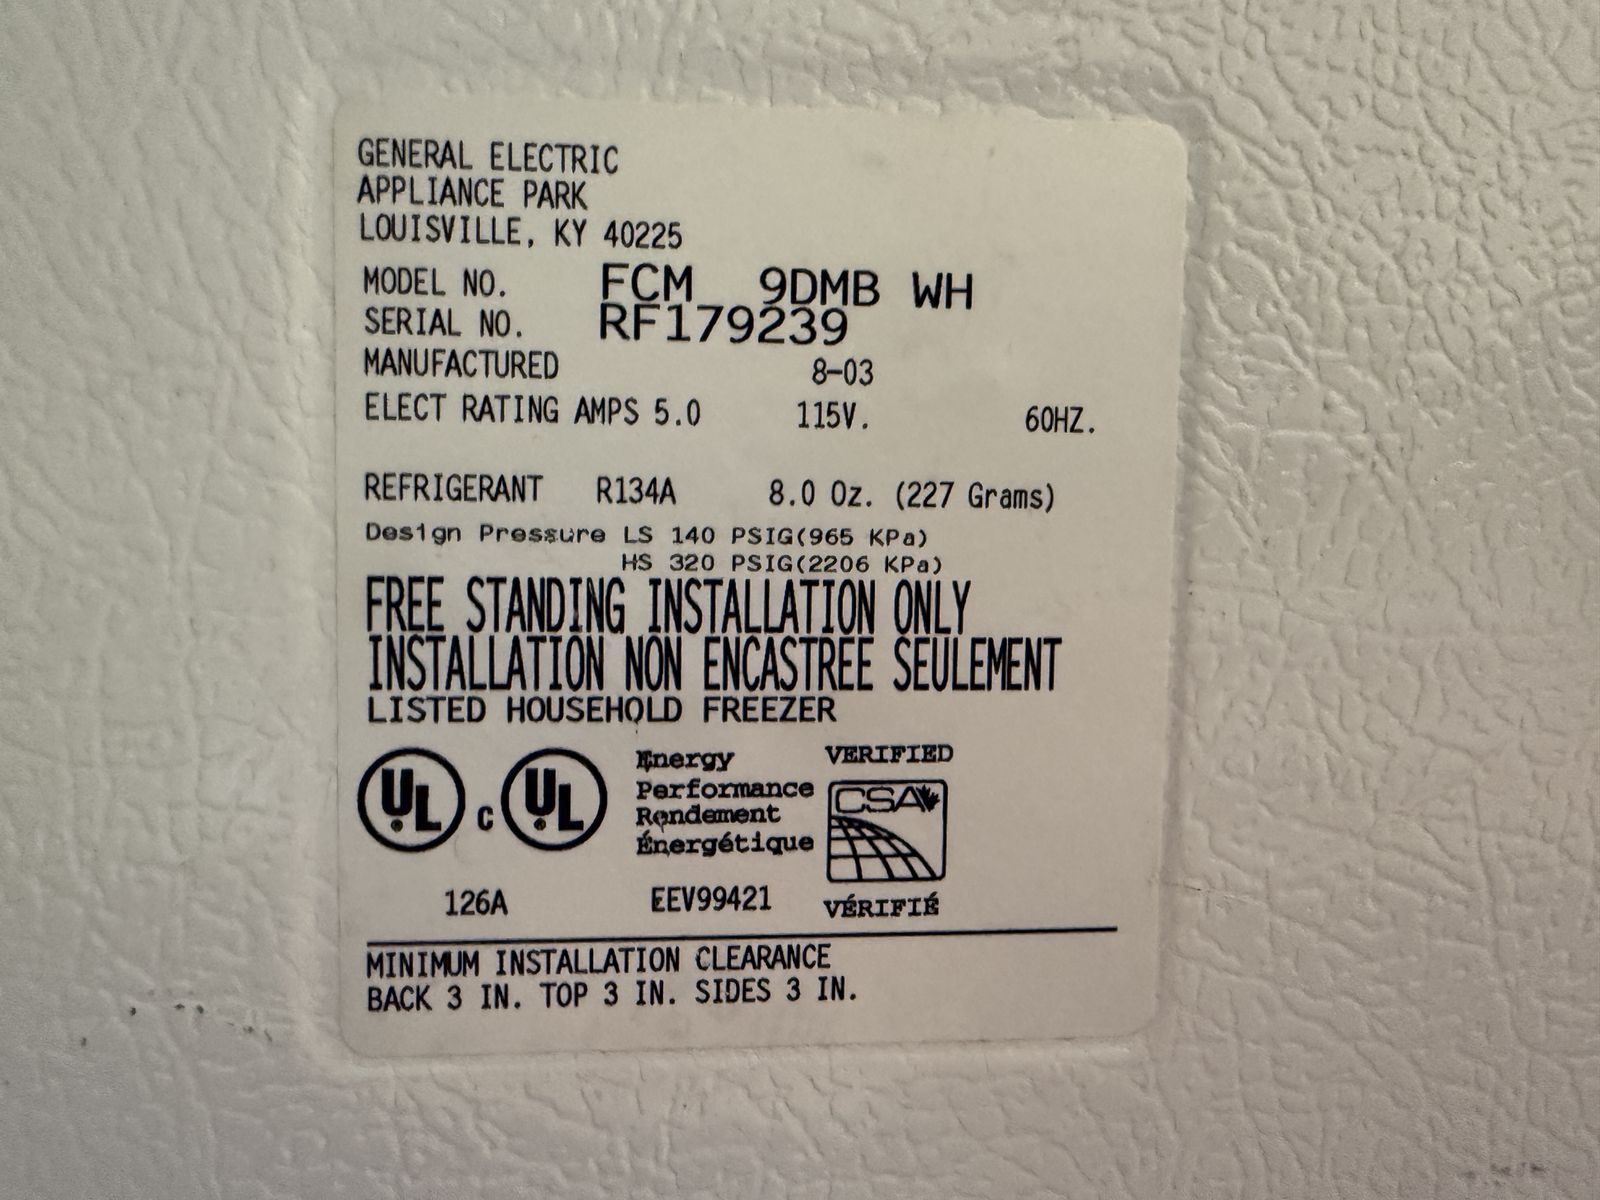 GENERAL ELECTRIC
APPLIANCE PARK
LOUISVILLE, KY 40225
MODEL NO. FCM 9DMB WH
SERIAL NO. RF179239
MANUFACTURED 8-03
ELECT RATING AMPS 5.0 115V. 60HZ.
REFRIGERANT R134A 8.0 Oz. (227 Grams)
Design Pressure LS 140 PSIG(965 KPa)
HS 320 PSIG(2206 KPa)
FREE STANDING INSTALLATION ONLY
INSTALLATION NON ENCASTREE SEULEMENT
LISTED HOUSEHOLD FREEZER
UL C UL
Energy
Performance
Rendement
Énergétique
VERIFIED
CSA
VÉRIFIÉ
126A EEV99421
MINIMUM INSTALLATION CLEARANCE
BACK 3 IN. TOP 3 IN. SIDES 3 IN.